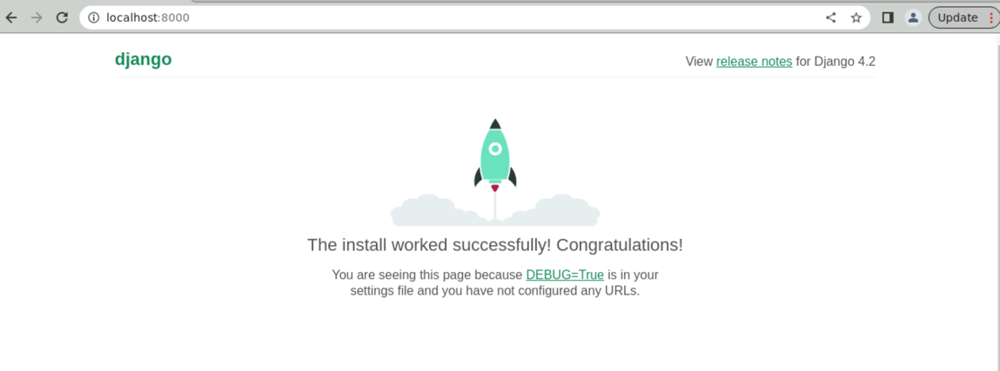 localhost:8000
Update
django
View release notes for Django 4.2
The install worked successfully! Congratulations!
You are seeing this page because DEBUG=True is in your
settings file and you have not configured any URLs.